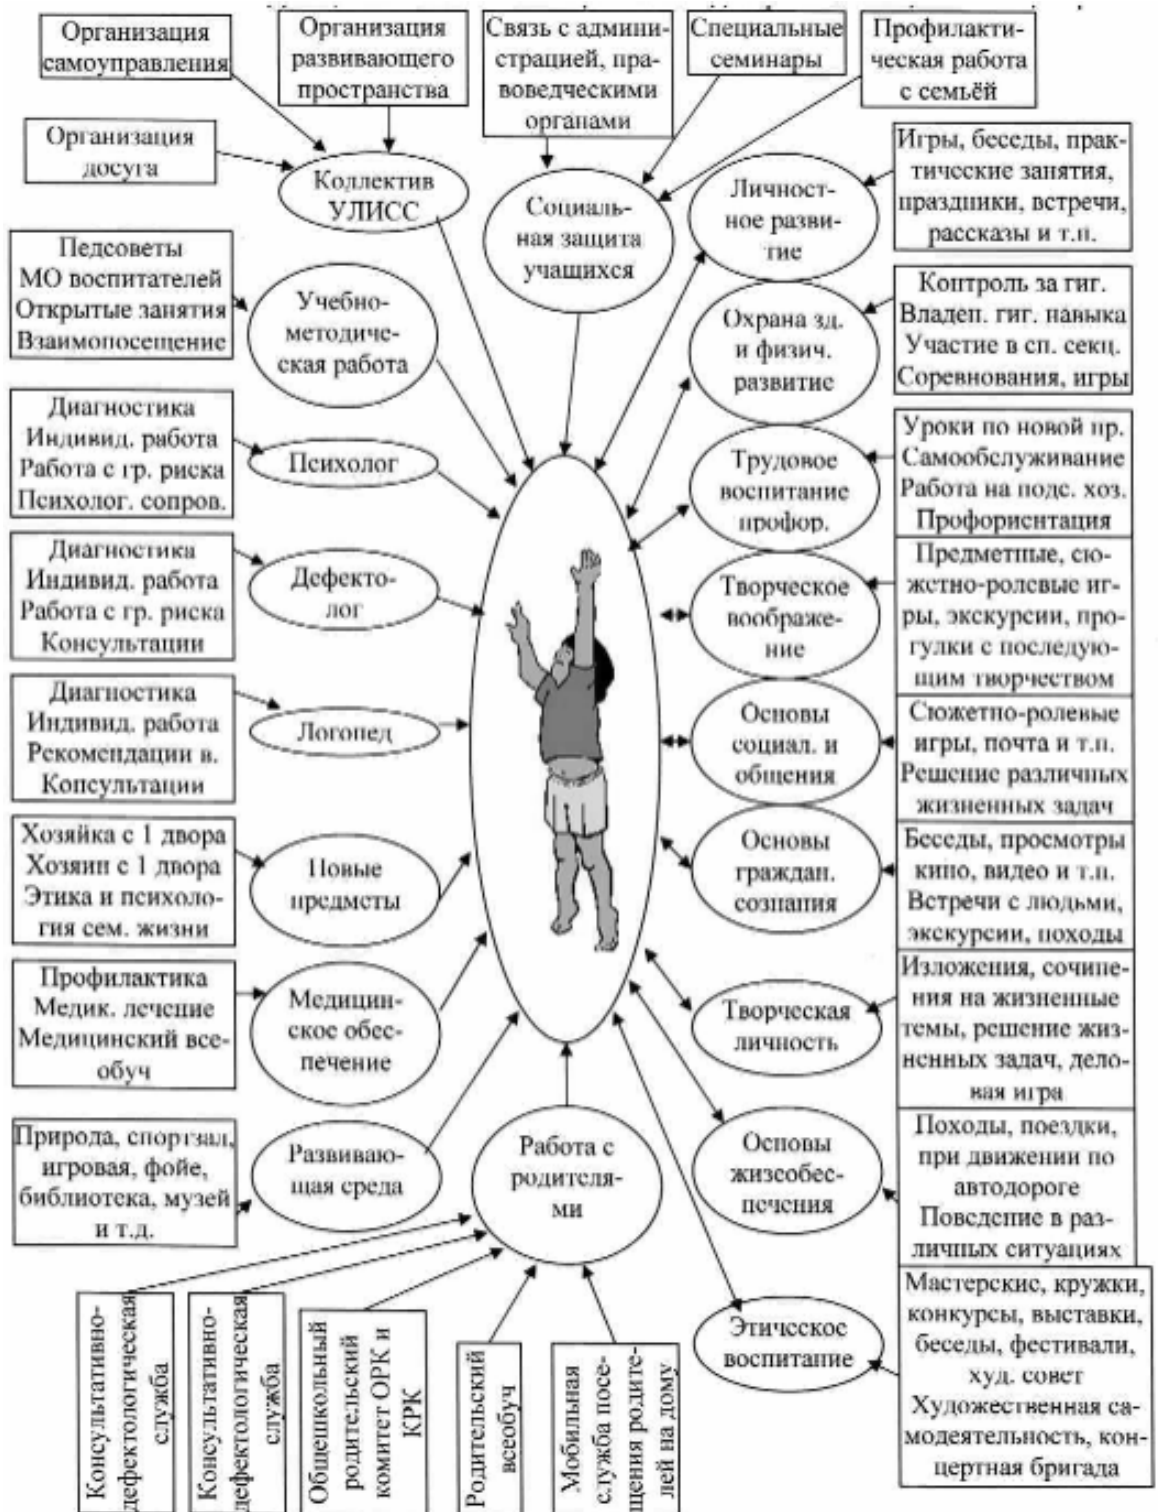 Организация
самоуправления
Организация
развивающего
пространства
Связь с админи-
страцией, пра-
воведческими
органами
Специальные
семинары
Профилакти-
ческая работа
с семьёй
Организация
досуга
Коллектив
УЛИСС
Социаль-
ная защита
учащихся
Личност-
ное разви-
тие
Игры, беседы, прак-
тические занятия,
праздники, встречи,
рассказы и т.п.
Педсоветы
МО воспитателей
Открытые занятия
Взаимопосещение
Учебно-
методиче-
ская работа
Охрана зд.
и физич.
развитие
Контроль за гиг.
Владен. гиг. навыка
Участие в сп. секц.
Соревнования, игры
Диагностика
Индивид. работа
Работа с гр. риска
Психолог. сопров.
Психолог
Трудовое
воспитание
профор.
Уроки по новой пр.
Самообслуживание
Работа на подс. хоз.
Профориентация
Диагностика
Индивид. работа
Работа с гр. риска
Консультации
Дефекто-
лог
Творческое
воображе-
ние
Предметные, сю-
жетно-ролевые иг-
ры, экскурсии, про-
гулки с последую-
щим творчеством
Диагностика
Индивид. работа
Рекомендации в.
Консультации
Логопед
Основы
социал. и
общения
Сюжетно-ролевые
игры, почта и т.п.
Решение различных
жизненных задач
Хозяйка с 1 двора
Хозяин с 1 двора
Этика и психоло-
гия сем. жизни
Новые
предметы
Основы
граждан.
сознания
Беседы, просмотры
кино, видео и т.п.
Встречи с людьми,
экскурсии, походы
Профилактика
Медик. лечение
Медицинский все-
обуч
Медицин-
ское обес-
печение
Творческая
личность
Изложения, сочине-
ния на жизненные
темы, решение жиз-
ненных задач, дело-
вая игра
Природа, спортзал,
игровая, фойе,
библиотека, музей
и т.д.
Развиваю-
щая среда
Работа с
родителя-
ми
Основы
жизеобес-
печения
Походы, поездки,
при движении по
автодороге
Поведение в раз-
личных ситуациях
Этическое
воспитание
Мастерские, кружки,
конкурсы, выставки,
беседы, фестивали,
худ. совет
Художественная са-
модеятельность, кон-
цертная бригада
Консультативно-
дефектологическая
служба
Консультативно-
дефектологическая
служба
Общешкольный
родительский
комитет ОРК и
КРК
Родительский
всеобуч
Мобильная
служба посе-
щения родите-
лей на дому